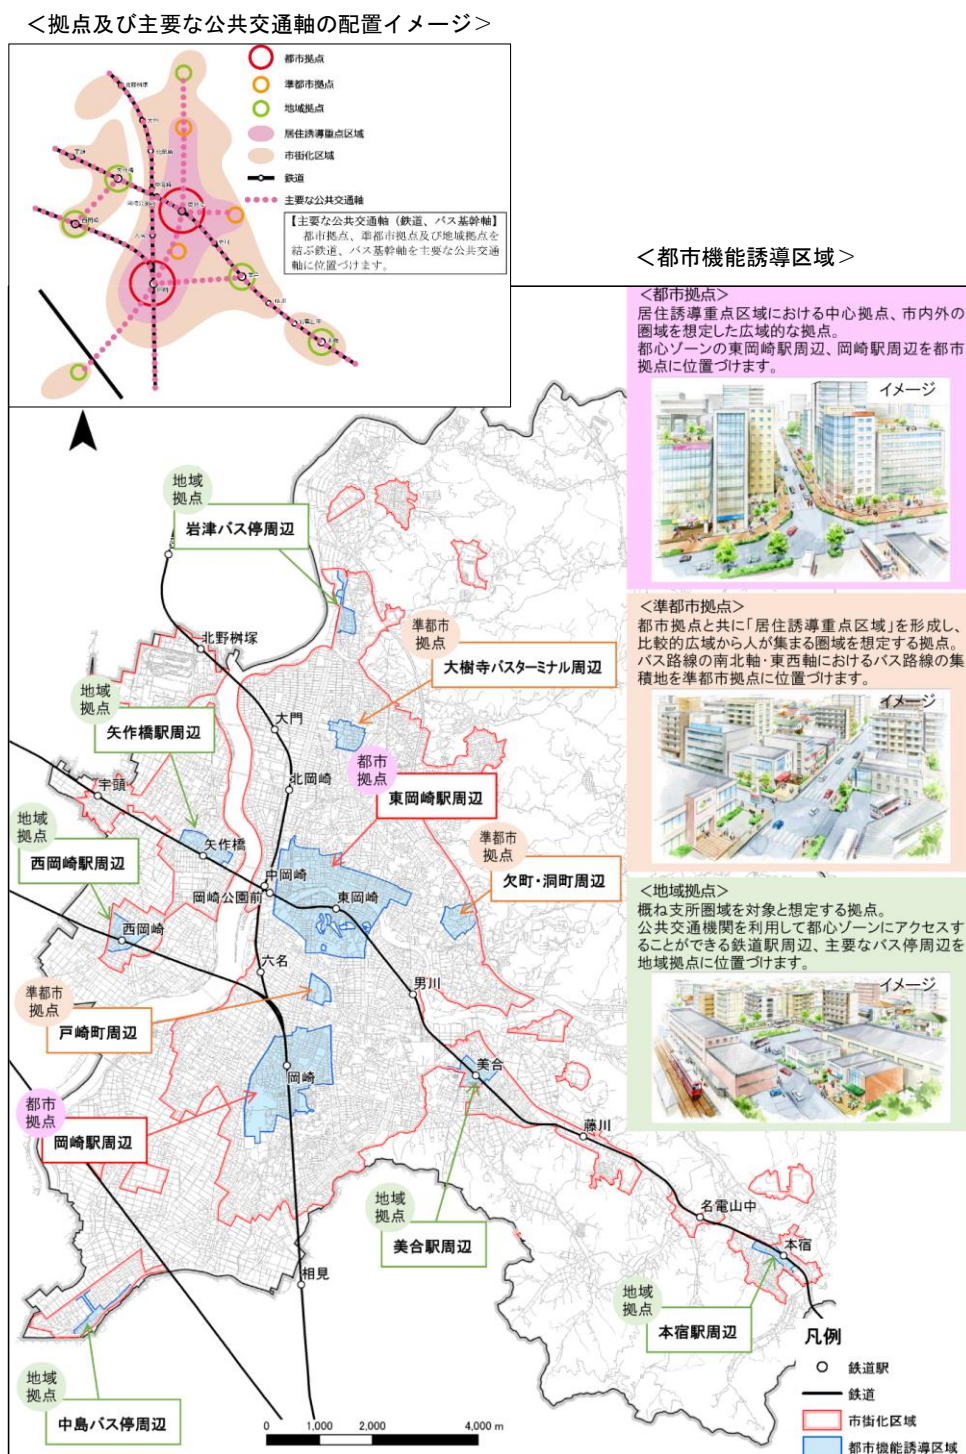 ＜拠点及び主要な公共交通軸の配置イメージ＞
都市拠点
準都市拠点
地域拠点
居住誘導重点区域
市街化区域
鉄道
主要な公共交通軸
【主要な公共交通軸（鉄道、バス基幹軸】
都市拠点、準都市拠点及び地域拠点を
結ぶ鉄道、バス基幹軸を主要な公共交通
軸に位置づけます。
＜都市機能誘導区域＞
＜都市拠点＞
居住誘導重点区域における中心拠点、市内外の
圏域を想定した広域的な拠点。
都心ゾーンの東岡崎駅周辺、岡崎駅周辺を都市
拠点に位置づけます。
イメージ
＜準都市拠点＞
都市拠点と共に「居住誘導重点区域」を形成し、
比較的広域から人が集まる圏域を想定する拠点。
バス路線の南北軸・東西軸におけるバス路線の集
積地を準都市拠点に位置づけます。
イメージ
＜地域拠点＞
概ね支所圏域を対象と想定する拠点。
公共交通機関を利用して都心ゾーンにアクセスす
ることができる鉄道駅周辺、主要なバス停周辺を
地域拠点に位置づけます。
イメージ
地域
拠点
岩津バス停周辺
北野桝塚
準都市
拠点
大樹寺バスターミナル周辺
地域
拠点
矢作橋駅周辺
大門
都市
拠点
東岡崎駅周辺
北岡崎
宇頭
地域
拠点
西岡崎駅周辺
矢作橋
準都市
拠点
欠町・洞町周辺
中岡崎
岡崎公園前
東岡崎
西岡崎
六名
男川
準都市
拠点
戸崎町周辺
岡崎
美合
都市
拠点
岡崎駅周辺
藤川
地域
拠点
美合駅周辺
名電山中
本宿
相見
地域
拠点
本宿駅周辺
地域
拠点
中島バス停周辺
凡例
鉄道駅
鉄道
市街化区域
都市機能誘導区域
0 1,000 2,000 4,000 m